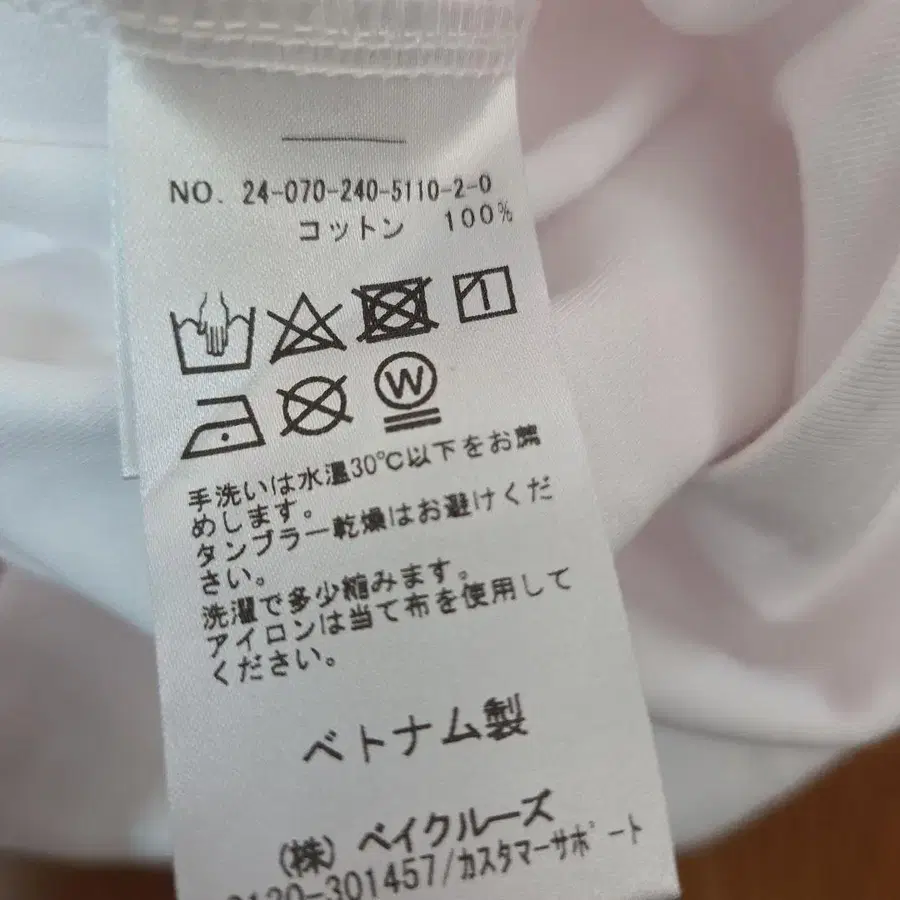 NO. 24-070-240-5110-2-0
コットン 100%
W
手洗いは水温30℃以下をお薦
めします。
タンブラー乾燥はお避けくだ
さい。
洗濯で多少縮みます。
アイロンは当て布を使用して
ください。
ベトナム製
(株) ベイクルーズ
0120-301457/カスタマーサポート